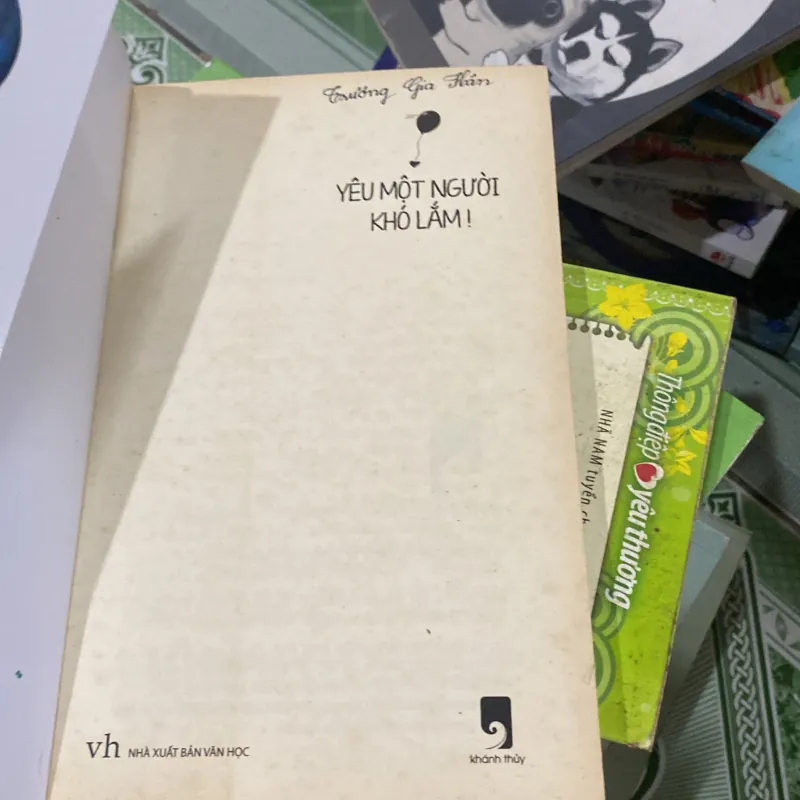 Trương Gia Hân
YÊU MỘT NGƯỜI
KHÓ LẮM!
vh NHÀ XUẤT BẢN VĂN HỌC
khánh thủy
Thông điệp yêu thương
NHÃ NAM tuyển